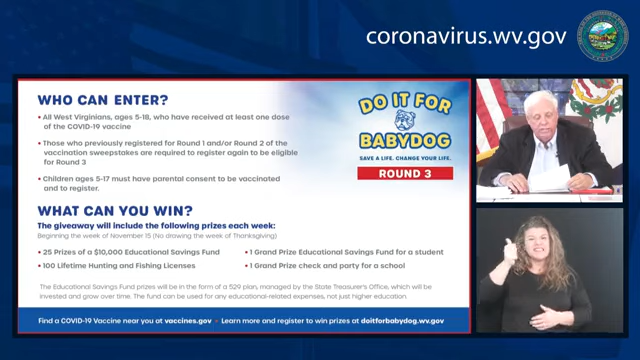 coronavirus.wv.gov
WHO CAN ENTER?
• All West Virginians, ages 5-18, who have received at least one dose
of the COVID-19 vaccine
• Those who previously registered for Round 1 and/or Round 2 of the
vaccination sweepstakes are required to register again to be eligible
for Round 3
• Children ages 5-17 must have parental consent to be vaccinated
and to register.
DO IT FOR
BABYDOG
SAVE A LIFE. CHANGE YOUR LIFE.
ROUND 3
WHAT CAN YOU WIN?
The giveaway will include the following prizes each week:
Beginning the week of November 15 (No drawing the week of Thanksgiving)
• 25 Prizes of a $10,000 Educational Savings Fund
• 100 Lifetime Hunting and Fishing Licenses
• 1 Grand Prize Educational Savings Fund for a student
• 1 Grand Prize check and party for a school
The Educational Savings Fund prizes will be in the form of a 529 plan, managed by the State Treasurer's Office, which will be
invested and grow over time. The fund can be used for any educational-related expenses, not just higher education.
Find a COVID-19 Vaccine near you at vaccines.gov - Learn more and register to win prizes at doitforbabydog.wv.gov